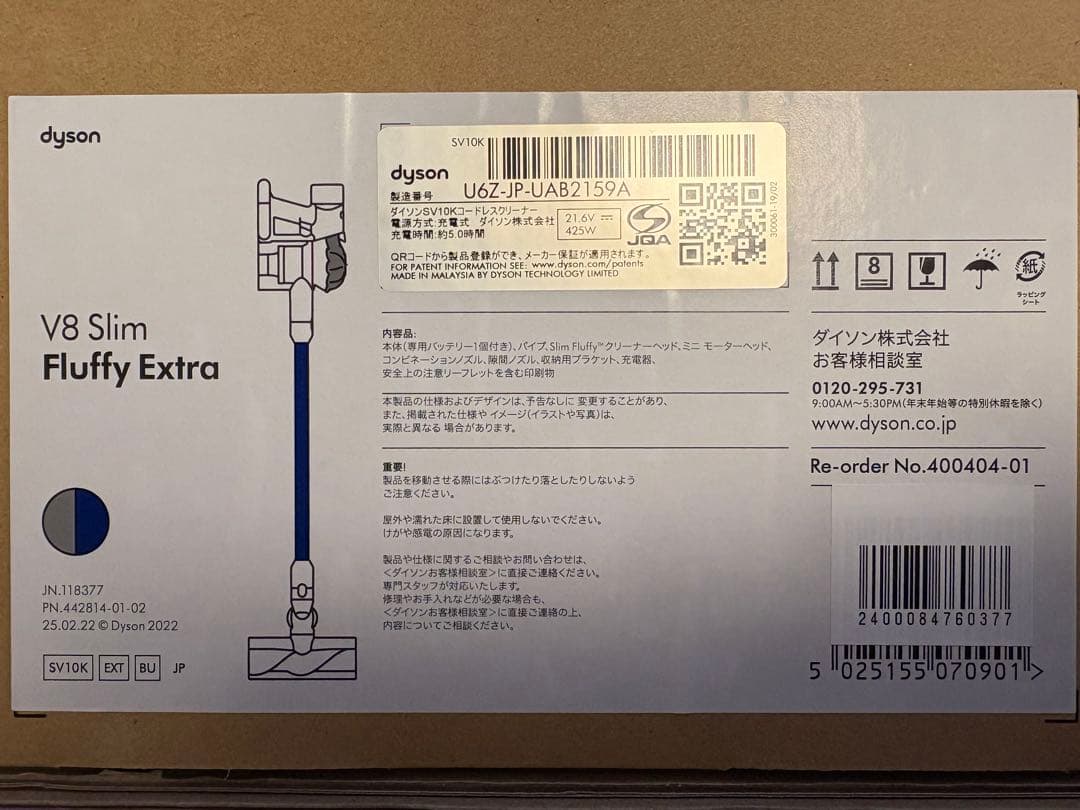 dyson
V8 Slim
Fluffy Extra
JN.118377
PN.442814-01-02
25.02.22 © Dyson 2022
SV10K EXT BU JP
SV10K
dyson
製造番号 U6Z-JP-UAB2159A
ダイソンSV10Kコードレスクリーナー
電源方式:充電式 ダイソン株式会社
充電時間:約5.0時間
21.6V
425W
JQA
300061-19/02
QRコードから製品登録ができ、メーカー保証が適用されます。
FOR PATENT INFORMATION SEE: www.dyson.com/patents
MADE IN MALAYSIA BY DYSON TECHNOLOGY LIMITED
内容品:
本体(専用バッテリー1個付き)、パイプ、Slim Fluffy™クリーナーヘッド、ミニ モーターヘッド、
コンビネーションノズル、隙間ノズル、収納用ブラケット、充電器、
安全上の注意リーフレットを含む印刷物
本製品の仕様およびデザインは、予告なしに 変更することがあり、
また、掲載された仕様や イメージ(イラストや写真)は、
実際と異なる 場合があります。
重要!
製品を移動させる際にはぶつけたり落としたりしないよう
ご注意ください。
屋外や濡れた床に設置して使用しないでください。
けがや感電の原因になります。
製品や仕様に関するご相談やお問い合わせは、
<ダイソンお客様相談室>に直接ご連絡ください。
専門スタッフが対応いたします。
修理やお手入れなどが必要な場合も、
<ダイソンお客様相談室>に直接ご連絡の上、
内容についてご相談ください。
8
紙
ラッピング
シート
ダイソン株式会社
お客様相談室
0120-295-731
9:00AM〜5:30PM(年末年始等の特別休暇を除く)
www.dyson.co.jp
Re-order No.400404-01
2400084760377
5 025155 070901 >